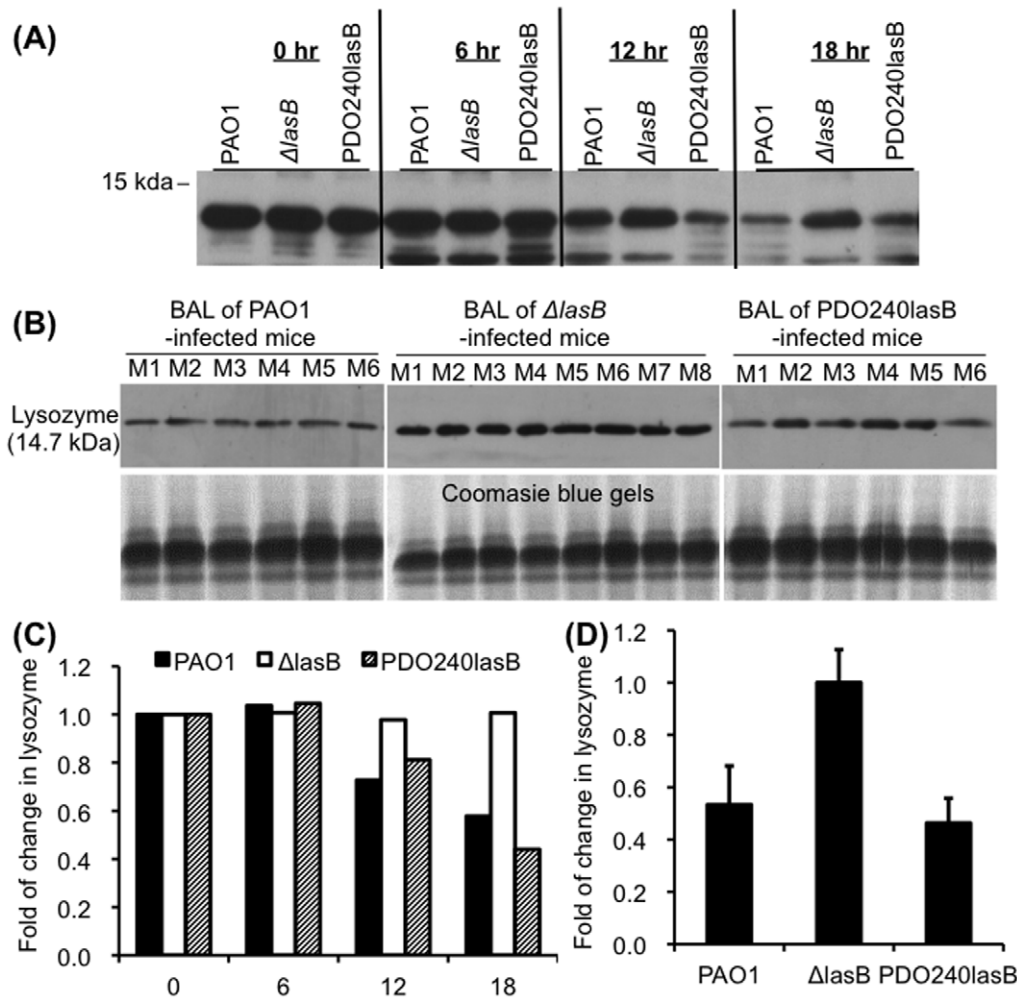 (A)
0 hr 6 hr 12 hr 18 hr
PAO1 ΔlasB PDO240lasB PAO1 ΔlasB PDO240lasB PAO1 ΔlasB PDO240lasB PAO1 ΔlasB PDO240lasB
15 kda
(B)
BAL of PAO1
-infected mice
BAL of ΔlasB
-infected mice
BAL of PDO240lasB
-infected mice
M1 M2 M3 M4 M5 M6
M1 M2 M3 M4 M5 M6 M7 M8
M1 M2 M3 M4 M5 M6
Lysozyme
(14.7 kDa)
Coomasie blue gels
(C)
PAO1 ΔlasB PDO240lasB
Fold of change in lysozyme
1.2
1.0
0.8
0.6
0.4
0.2
0.0
0 6 12 18
(D)
Fold of change in lysozyme
1.2
1.0
0.8
0.6
0.4
0.2
0.0
PAO1 ΔlasB PDO240lasB